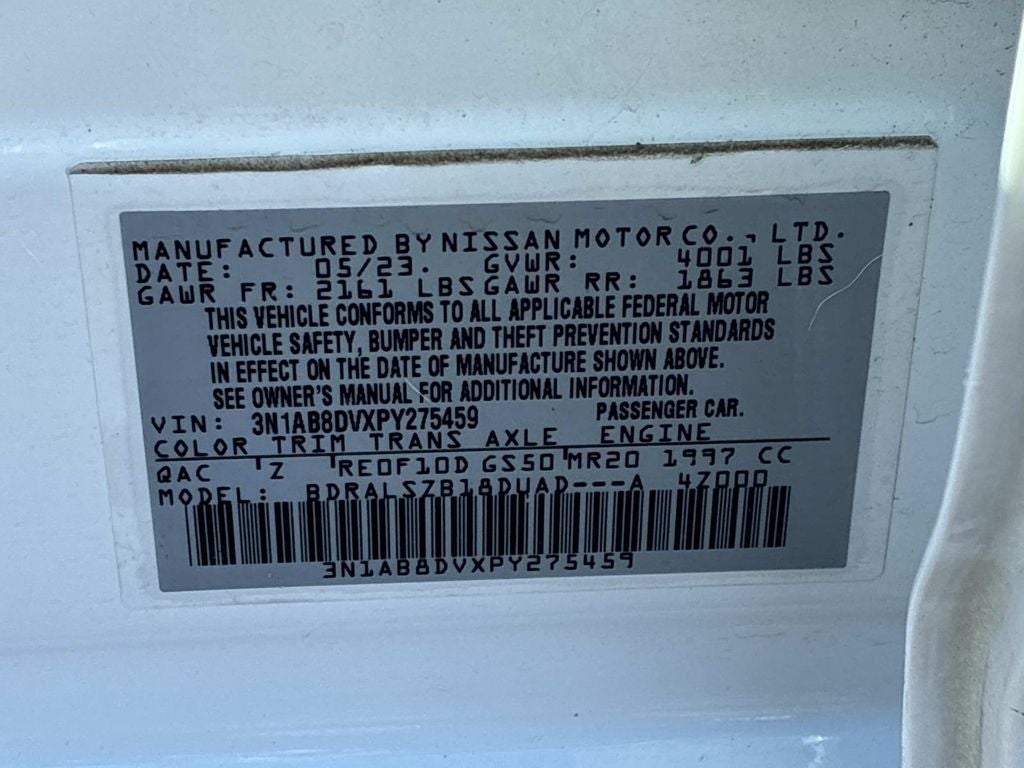 MANUFACTURED BY NISSAN MOTOR CO., LTD.
DATE: 05/23. GVWR: 4001 LBS
GAWR FR: 2161 LBS GAWR RR: 1863 LBS
THIS VEHICLE CONFORMS TO ALL APPLICABLE FEDERAL MOTOR
VEHICLE SAFETY, BUMPER AND THEFT PREVENTION STANDARDS
IN EFFECT ON THE DATE OF MANUFACTURE SHOWN ABOVE.
SEE OWNER'S MANUAL FOR ADDITIONAL INFORMATION.
VIN: 3N1AB8DVXPY275459 PASSENGER CAR.
COLOR TRIM TRANS AXLE ENGINE
QAC Z RE0F10D GS50 MR20 1997 CC
MODEL: BDRALSZB18DUAD---A 4Z000
3N1AB8DVXPY275459